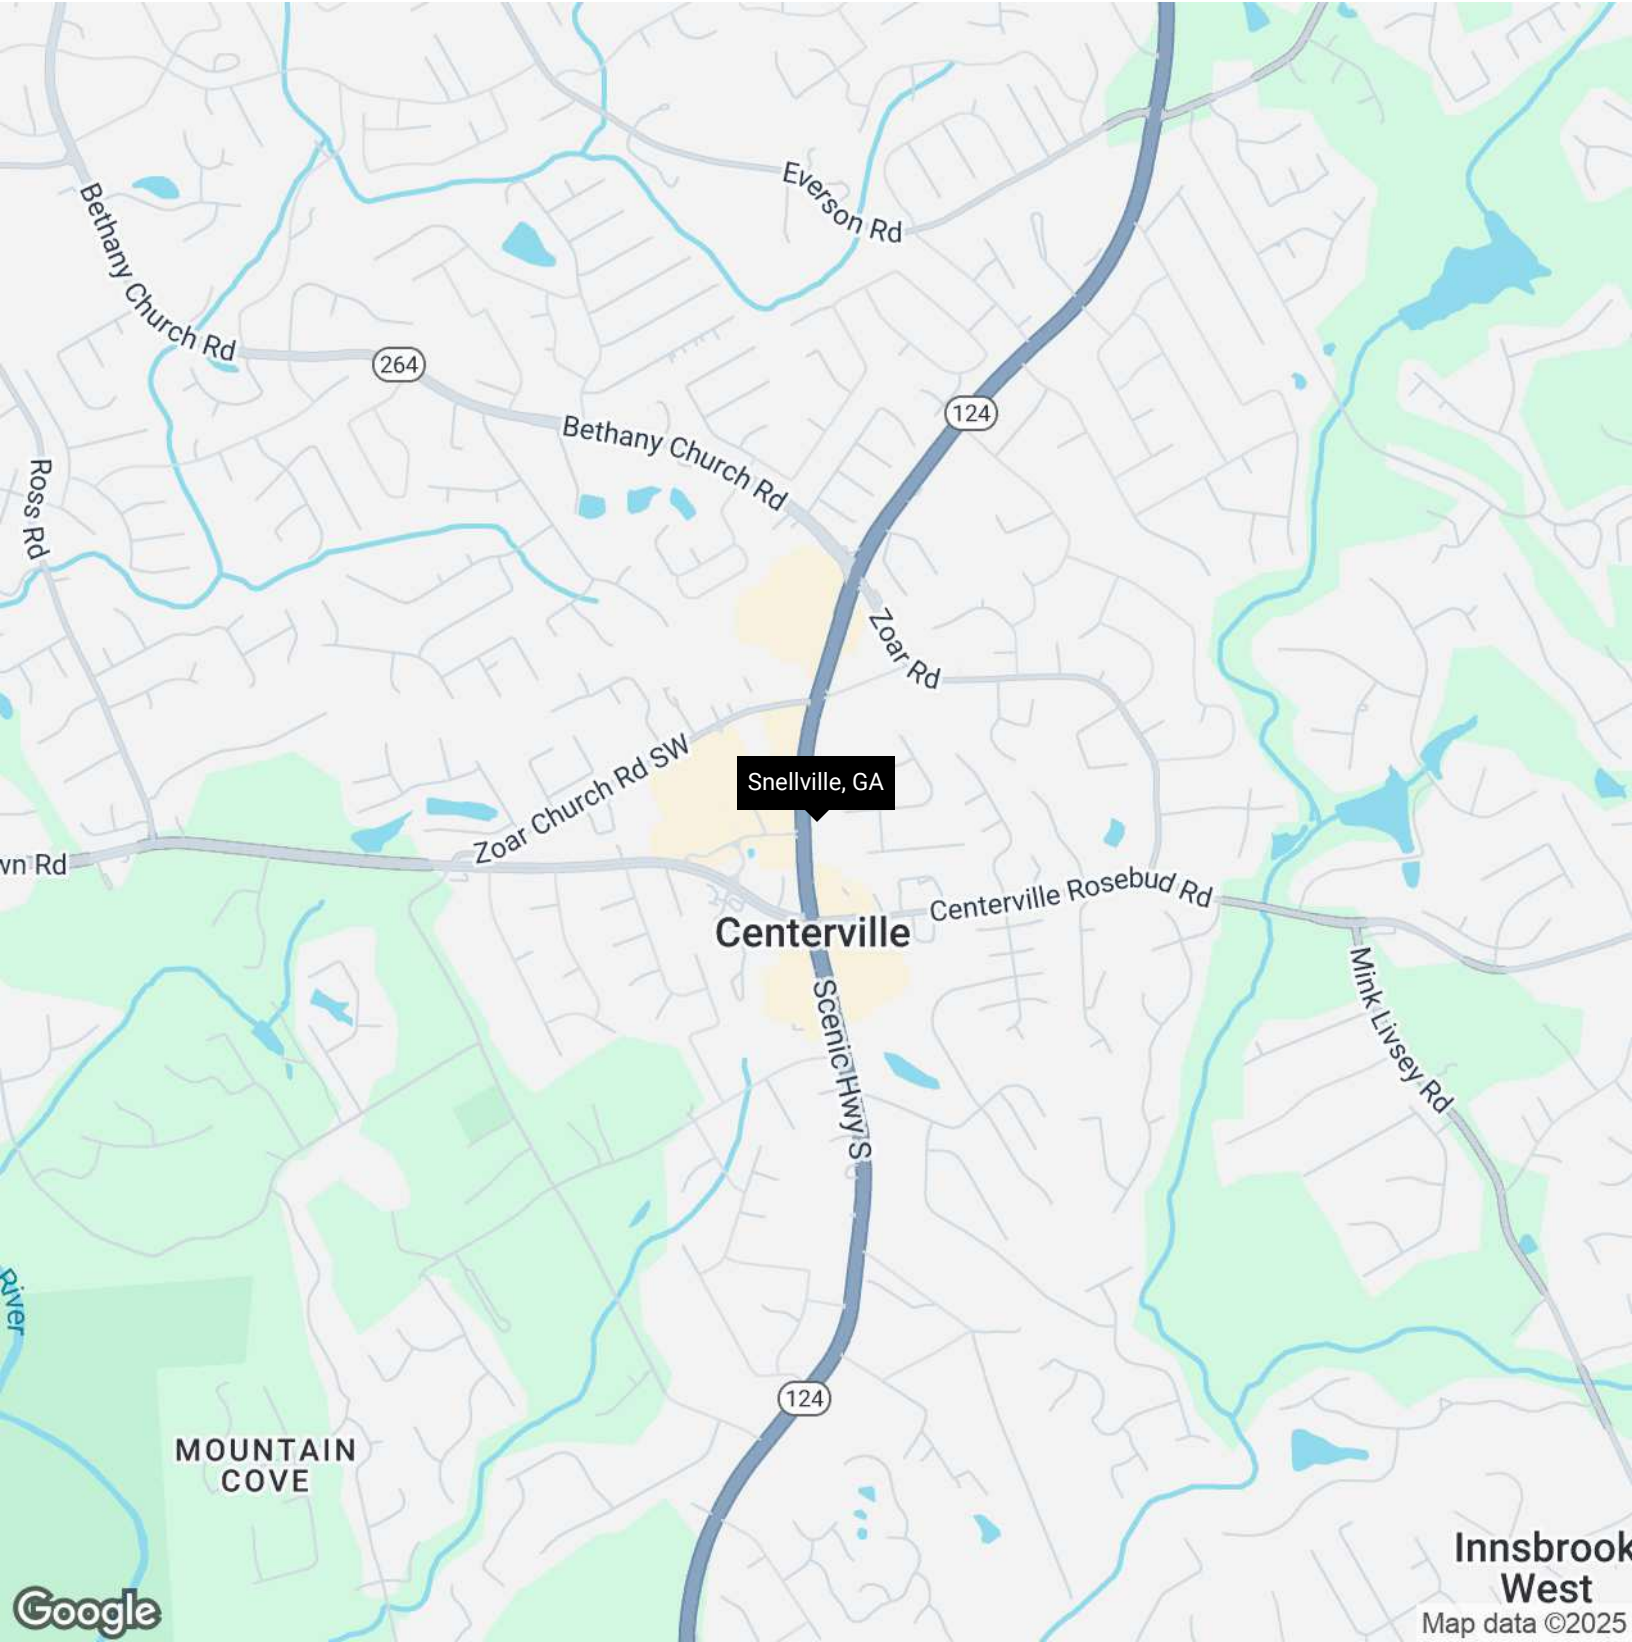 Everson Rd
Bethany Church Rd
264
124
Bethany Church Rd
Ross Rd
Zoar Rd
Zoar Church Rd SW
Snellville, GA
wn Rd
Centerville Rosebud Rd
Centerville
Mink Livsey Rd
Scenic Hwy S
River
124
MOUNTAIN
COVE
Innsbrook
West
Google
Map data ©2025